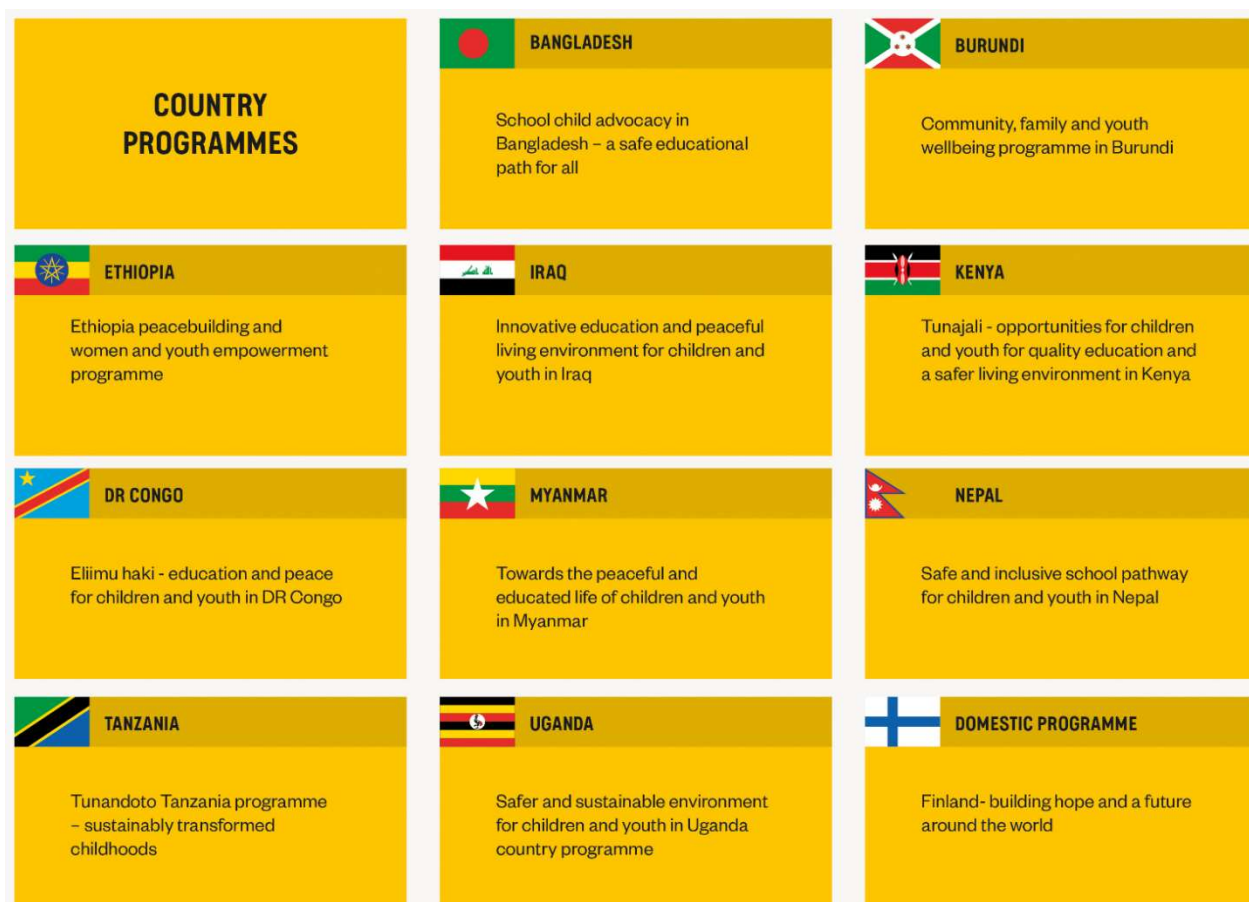 COUNTRY
PROGRAMMES
BANGLADESH
School child advocacy in
Bangladesh – a safe educational
path for all
BURUNDI
Community, family and youth
wellbeing programme in Burundi
ETHIOPIA
Ethiopia peacebuilding and
women and youth empowerment
programme
IRAQ
Innovative education and peaceful
living environment for children and
youth in Iraq
KENYA
Tunajali - opportunities for children
and youth for quality education and
a safer living environment in Kenya
DR CONGO
Eliimu haki - education and peace
for children and youth in DR Congo
MYANMAR
Towards the peaceful and
educated life of children and youth
in Myanmar
NEPAL
Safe and inclusive school pathway
for children and youth in Nepal
TANZANIA
Tunandoto Tanzania programme
– sustainably transformed
childhoods
UGANDA
Safer and sustainable environment
for children and youth in Uganda
country programme
DOMESTIC PROGRAMME
Finland- building hope and a future
around the world